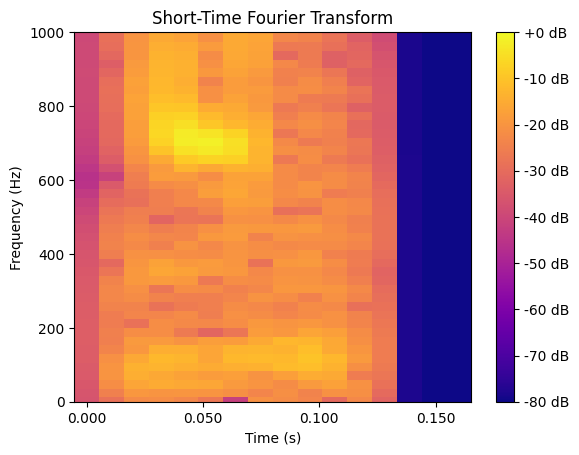 Short-Time Fourier Transform
Frequency (Hz)
1000
800
600
400
200
0
0.000
0.050
0.100
0.150
Time (s)
+0 dB
-10 dB
-20 dB
-30 dB
-40 dB
-50 dB
-60 dB
-70 dB
-80 dB